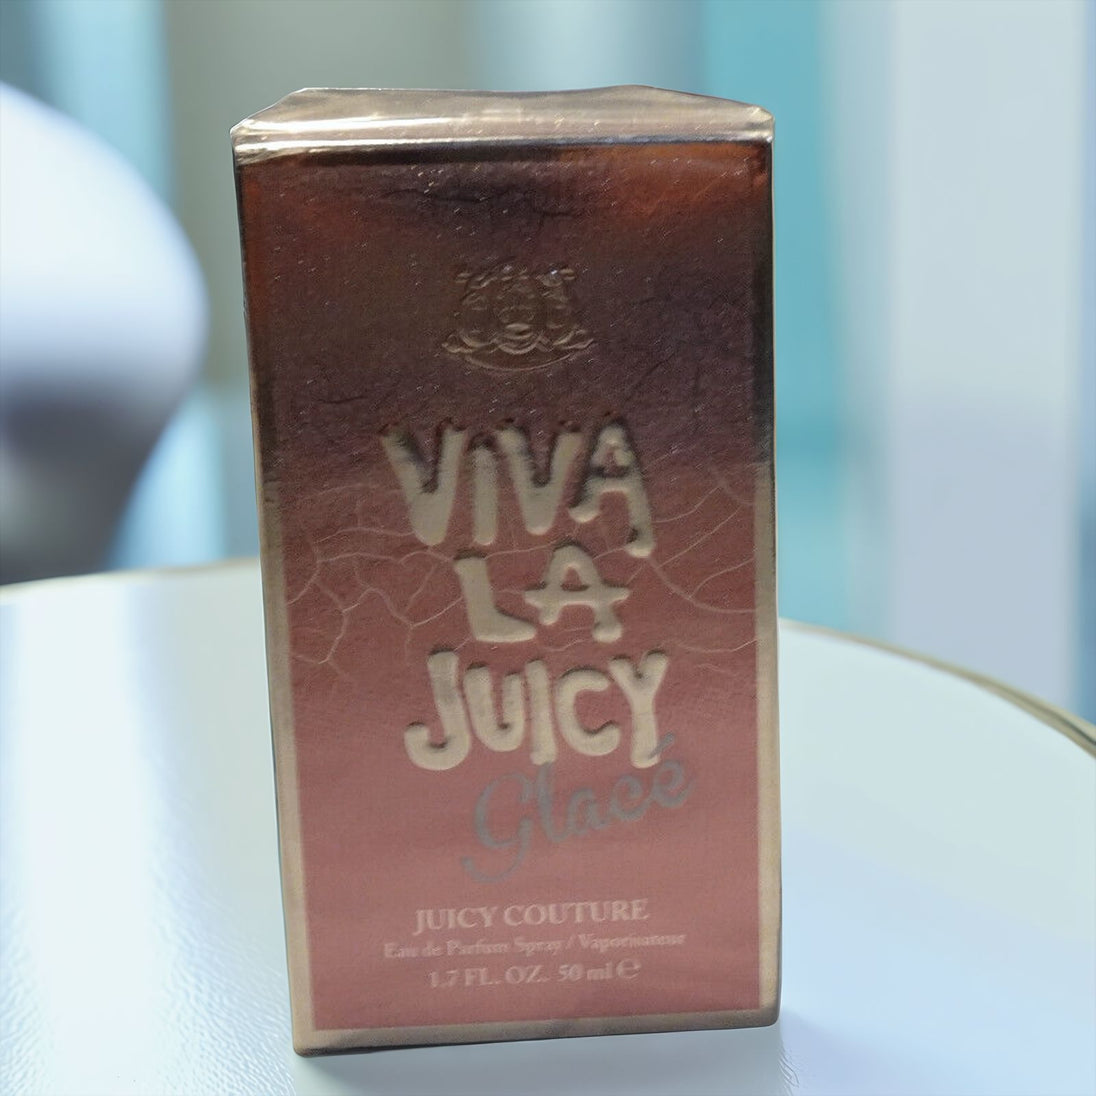 VIVA
LA
JUICY
Glacé
JUICY COUTURE
Eau de Parfum Spray / Vaporisateur
1.7 FL. OZ. 50 ml ℮